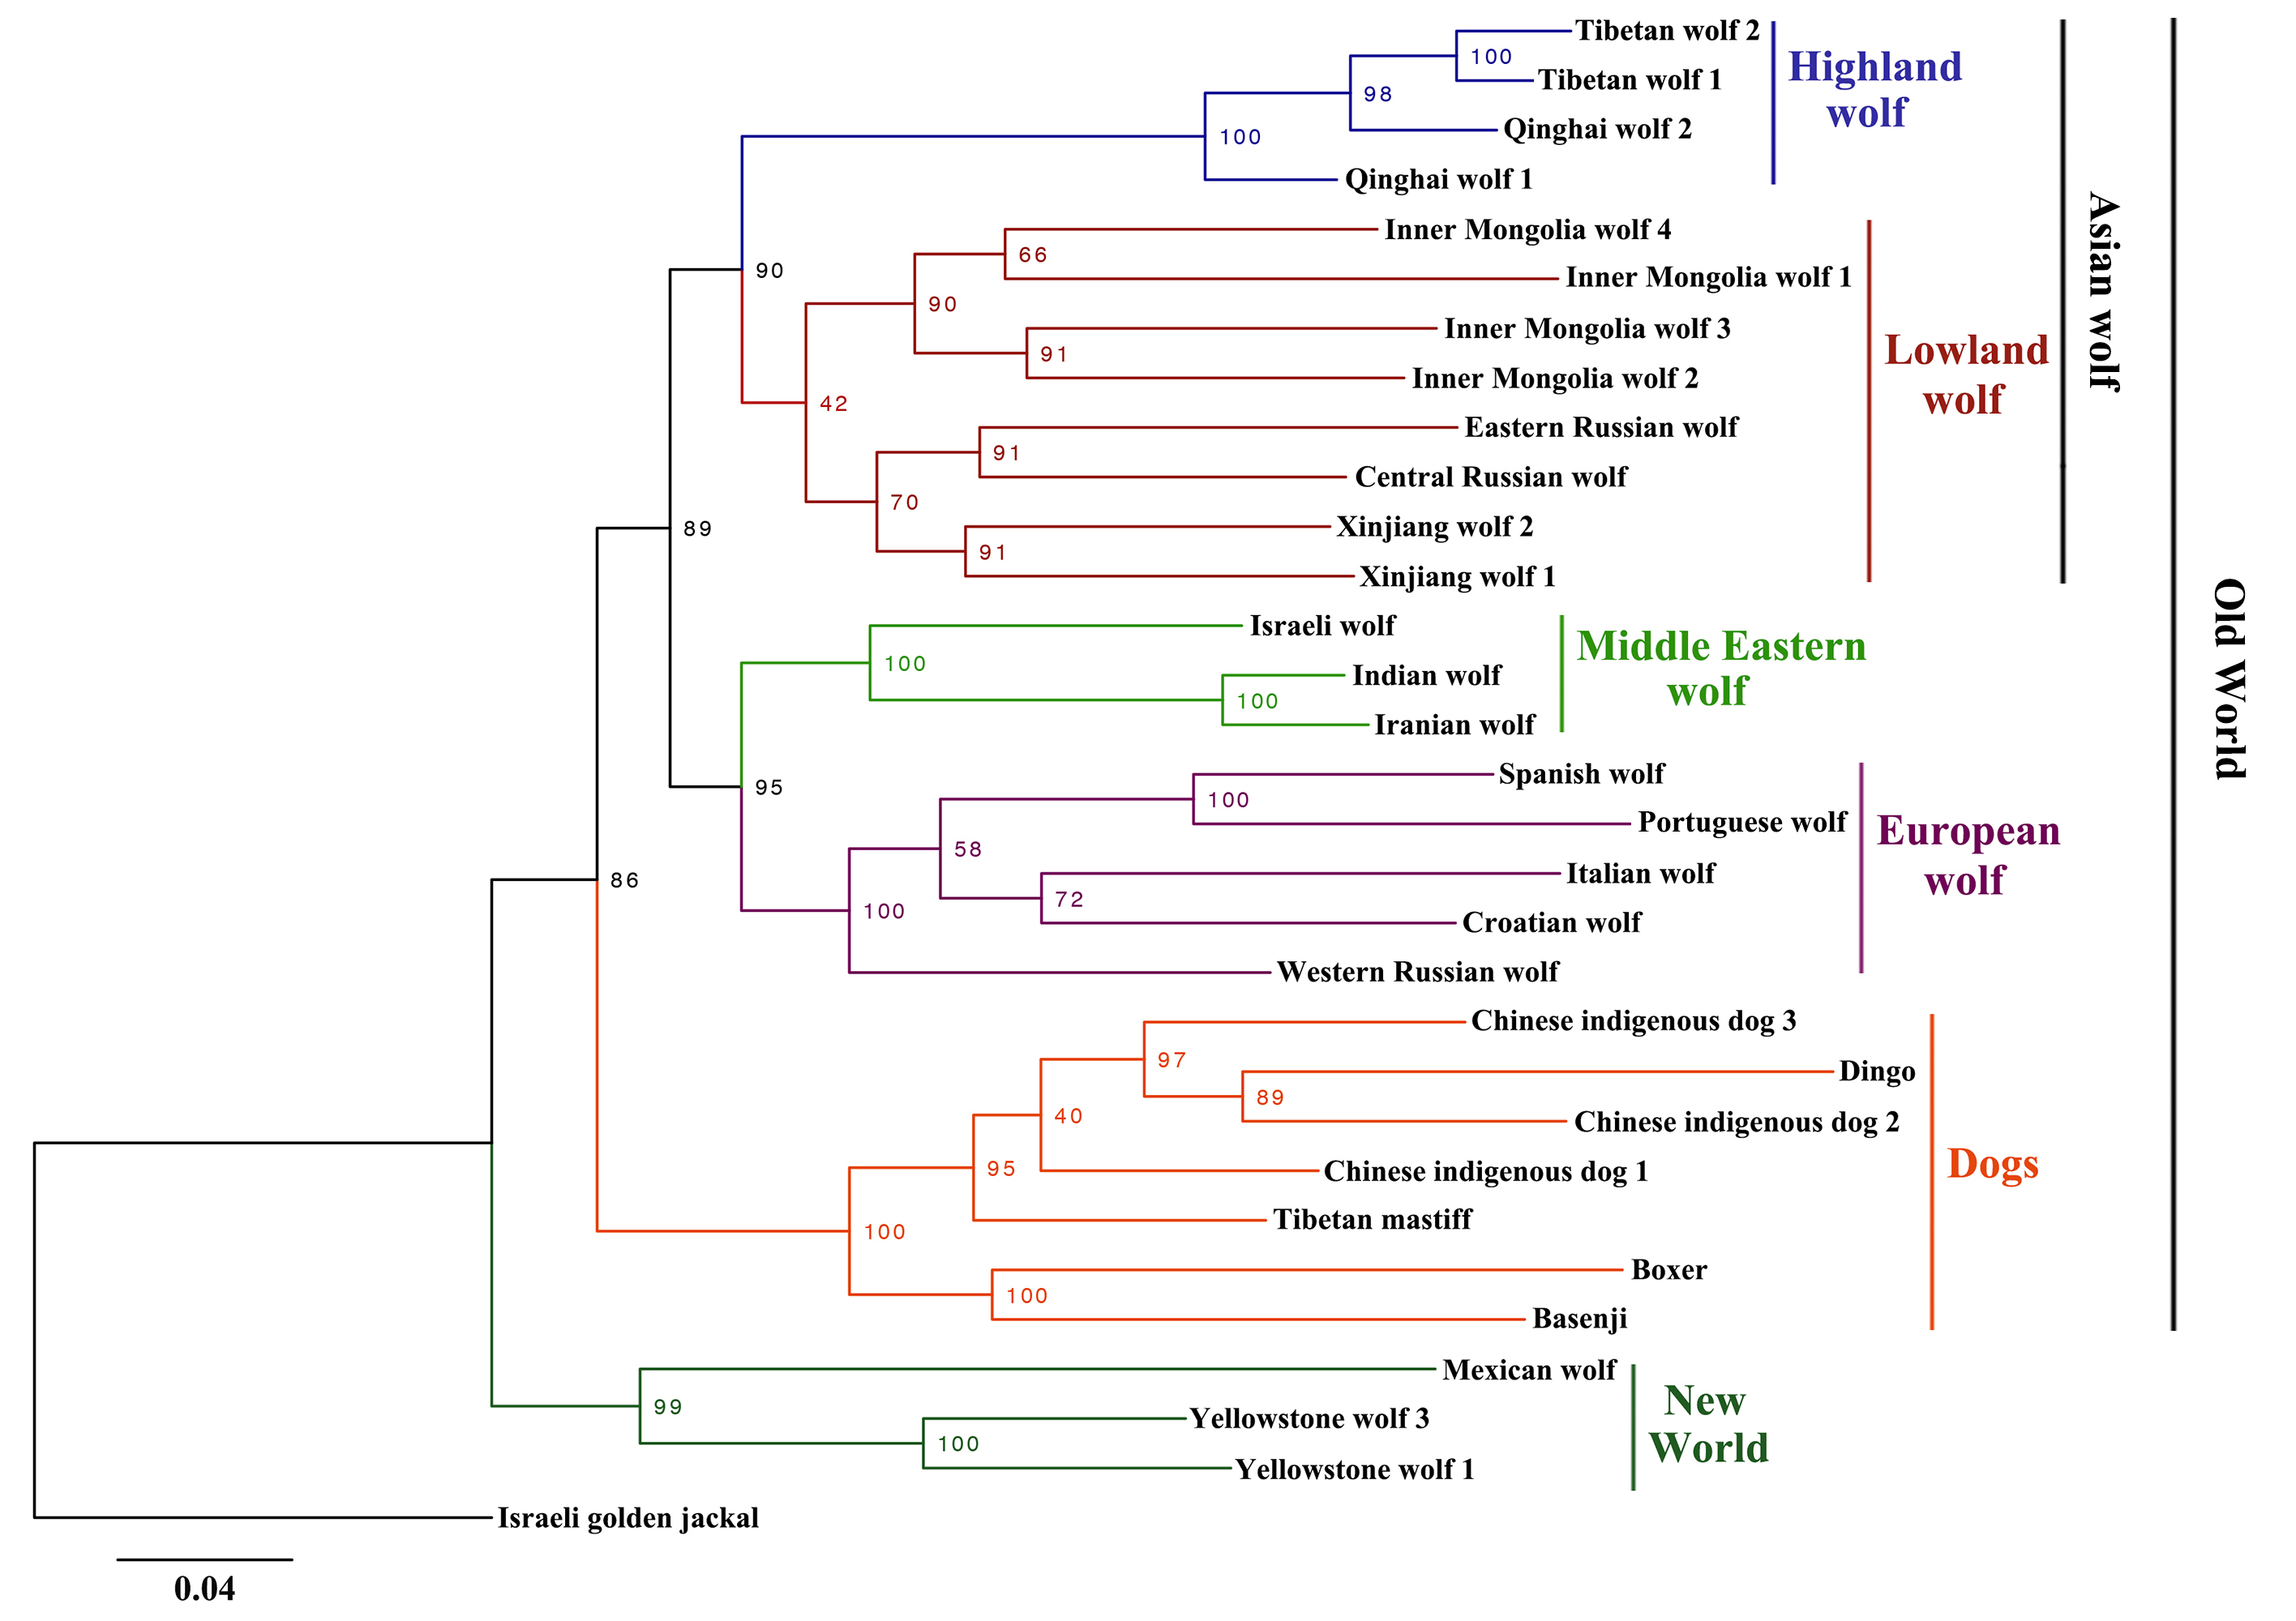 Tibetan wolf 2
100
Tibetan wolf 1
98
Qinghai wolf 2
100
Qinghai wolf 1
Highland
wolf
Inner Mongolia wolf 4
66
Inner Mongolia wolf 1
90
90
Inner Mongolia wolf 3
91
Inner Mongolia wolf 2
42
Eastern Russian wolf
91
Central Russian wolf
70
Xinjiang wolf 2
91
Xinjiang wolf 1
Lowland
wolf
Asian wolf
89
Israeli wolf
100
Indian wolf
100
Iranian wolf
Middle Eastern
wolf
95
Spanish wolf
100
Portuguese wolf
58
Italian wolf
72
Croatian wolf
100
Western Russian wolf
European
wolf
86
Old World
Chinese indigenous dog 3
97
Dingo
89
Chinese indigenous dog 2
40
Chinese indigenous dog 1
95
Tibetan mastiff
100
Boxer
100
Basenji
Dogs
Mexican wolf
99
Yellowstone wolf 3
100
Yellowstone wolf 1
New
World
Israeli golden jackal
0.04